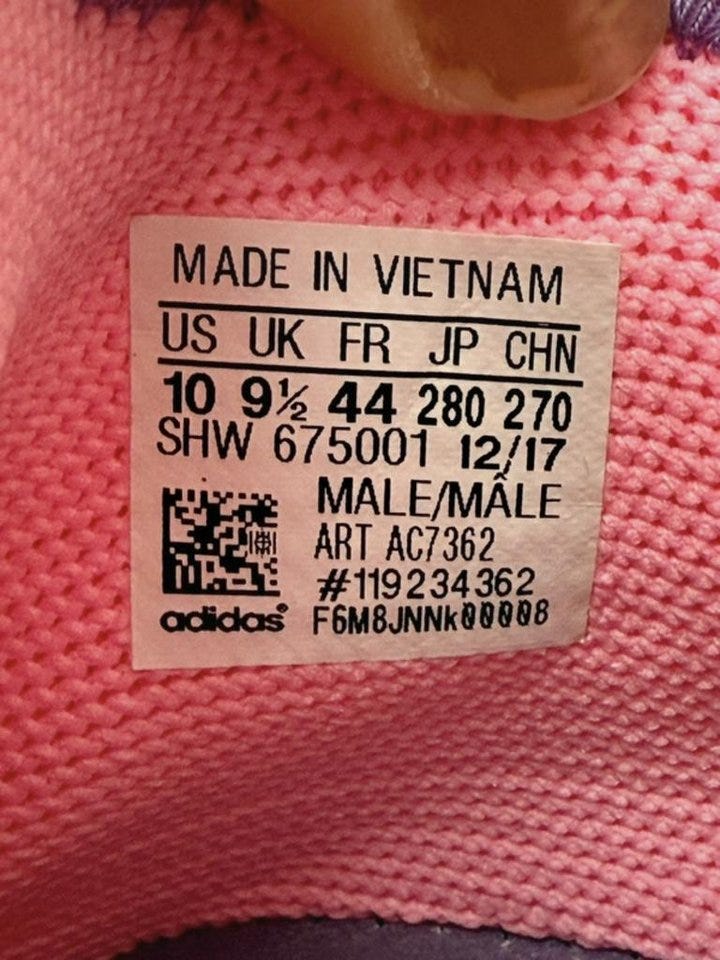 MADE IN VIETNAM
US UK FR JP CHN
10 9½ 44 280 270
SHW 675001 12/17
MALE/MÂLE
ART AC7362
#119234362
adidas® F6M8JNNk00008